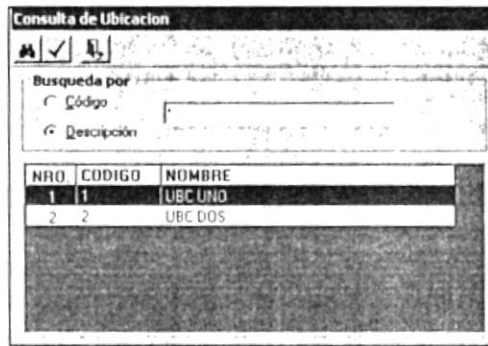 Consulta de Ubicacion
Busqueda por
Código
Descripción
NRO. CODIGO NOMBRE
1 1 UBC UNO
2 2 UBC DOS